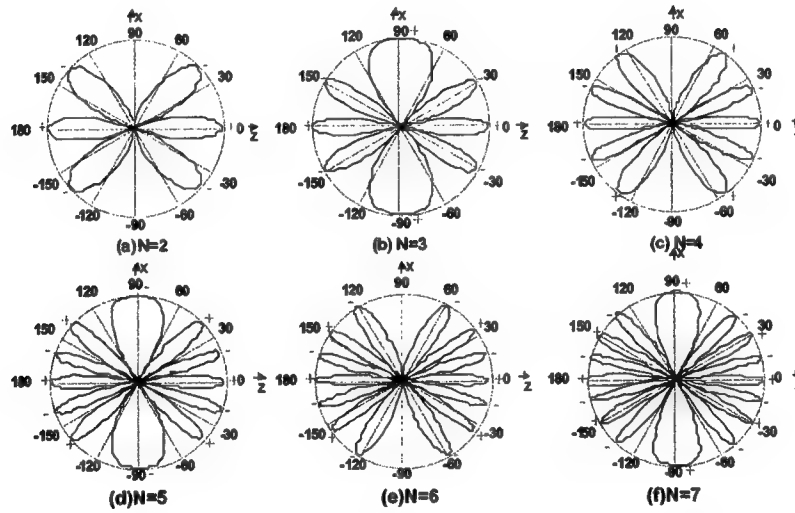 x x x
120 90 60 120 90+ 60 120 90 60
150 30 150 30 150 30
180 + + 0 z 180 + + 0 z 180 + + 0
-150 -30 -150 -30 -150 -30
-120 -60 -120 -60 -120 -60
-90 -90 + -90
(a)N=2 (b) N=3 (c) N=4
x x x
120 90 60 120 90 60 120 90 60
150 + + 30 150 30 150 30
180 + + 0 z 180 + + 0 z 180 + + 0
-150 + + -30 -150 -30 -150 -30
-120 -60 -120 -60 -120 -60
-90 -90 -90
(d)N=5 (e)N=6 (f)N=7